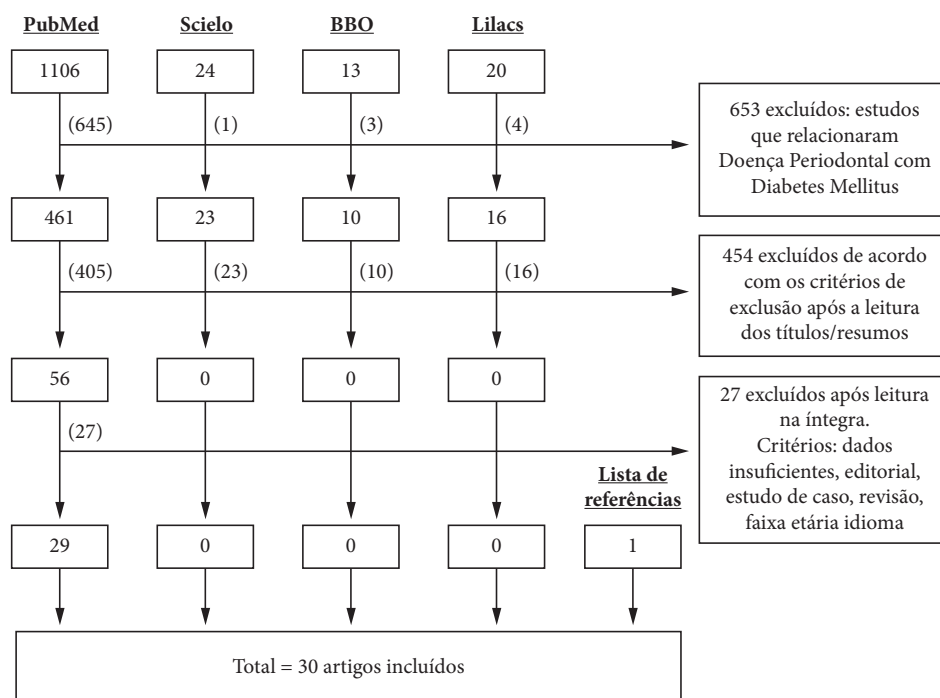 PubMed
Scielo
BBO
Lilacs
1106
24
13
20
(645)
(1)
(3)
(4)
653 excluídos: estudos
que relacionaram
Doença Periodontal com
Diabetes Mellitus
461
23
10
16
(405)
(23)
(10)
(16)
454 excluídos de acordo
com os critérios de
exclusão após a leitura
dos títulos/resumos
56
0
0
0
(27)
27 excluídos após leitura
na íntegra.
Critérios: dados
insuficientes, editorial,
estudo de caso, revisão,
faixa etária idioma
Lista de
referências
29
0
0
0
1
Total = 30 artigos incluídos